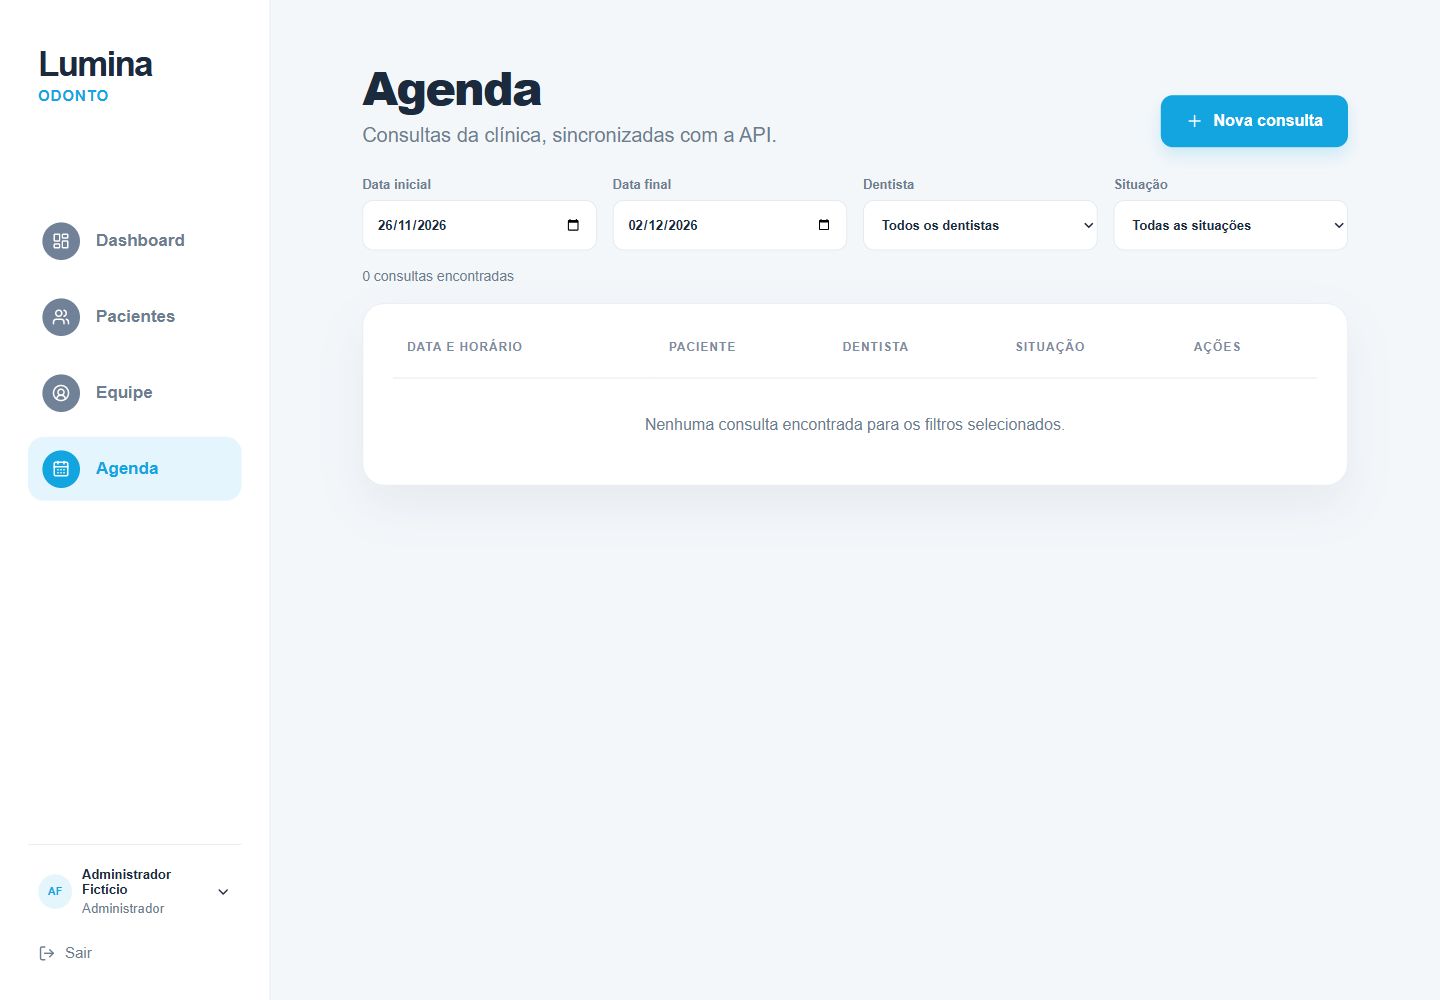 Lumina
ODONTO
Dashboard
Pacientes
Equipe
Agenda
AF
Administrador
Fictício
Administrador
Sair
Agenda
Consultas da clínica, sincronizadas com a API.
Nova consulta
Data inicial
Data final
Dentista
Situação
26/11/2026
02/12/2026
Todos os dentistas
Todas as situações
0 consultas encontradas
DATA E HORÁRIO
PACIENTE
DENTISTA
SITUAÇÃO
AÇÕES
Nenhuma consulta encontrada para os filtros selecionados.